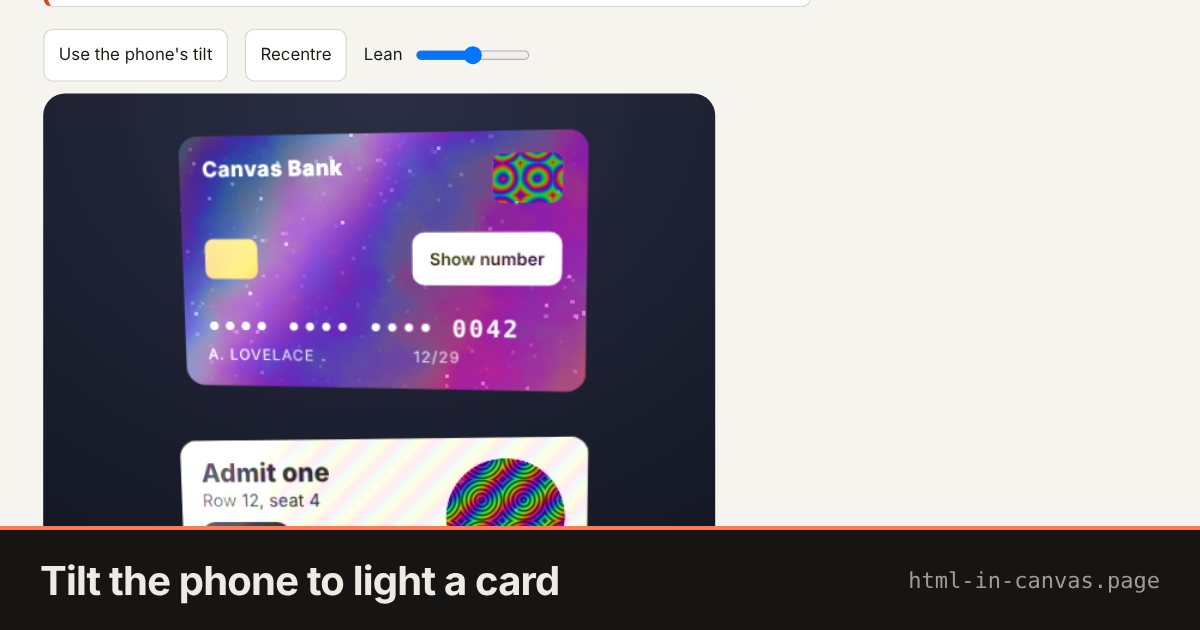 Use the phone's tilt Recentre Lean
Canvas Bank
Show number
•••• •••• •••• 0042
A. LOVELACE . 12/29
Admit one
Row 12, seat 4
Tilt the phone to light a card html-in-canvas.page